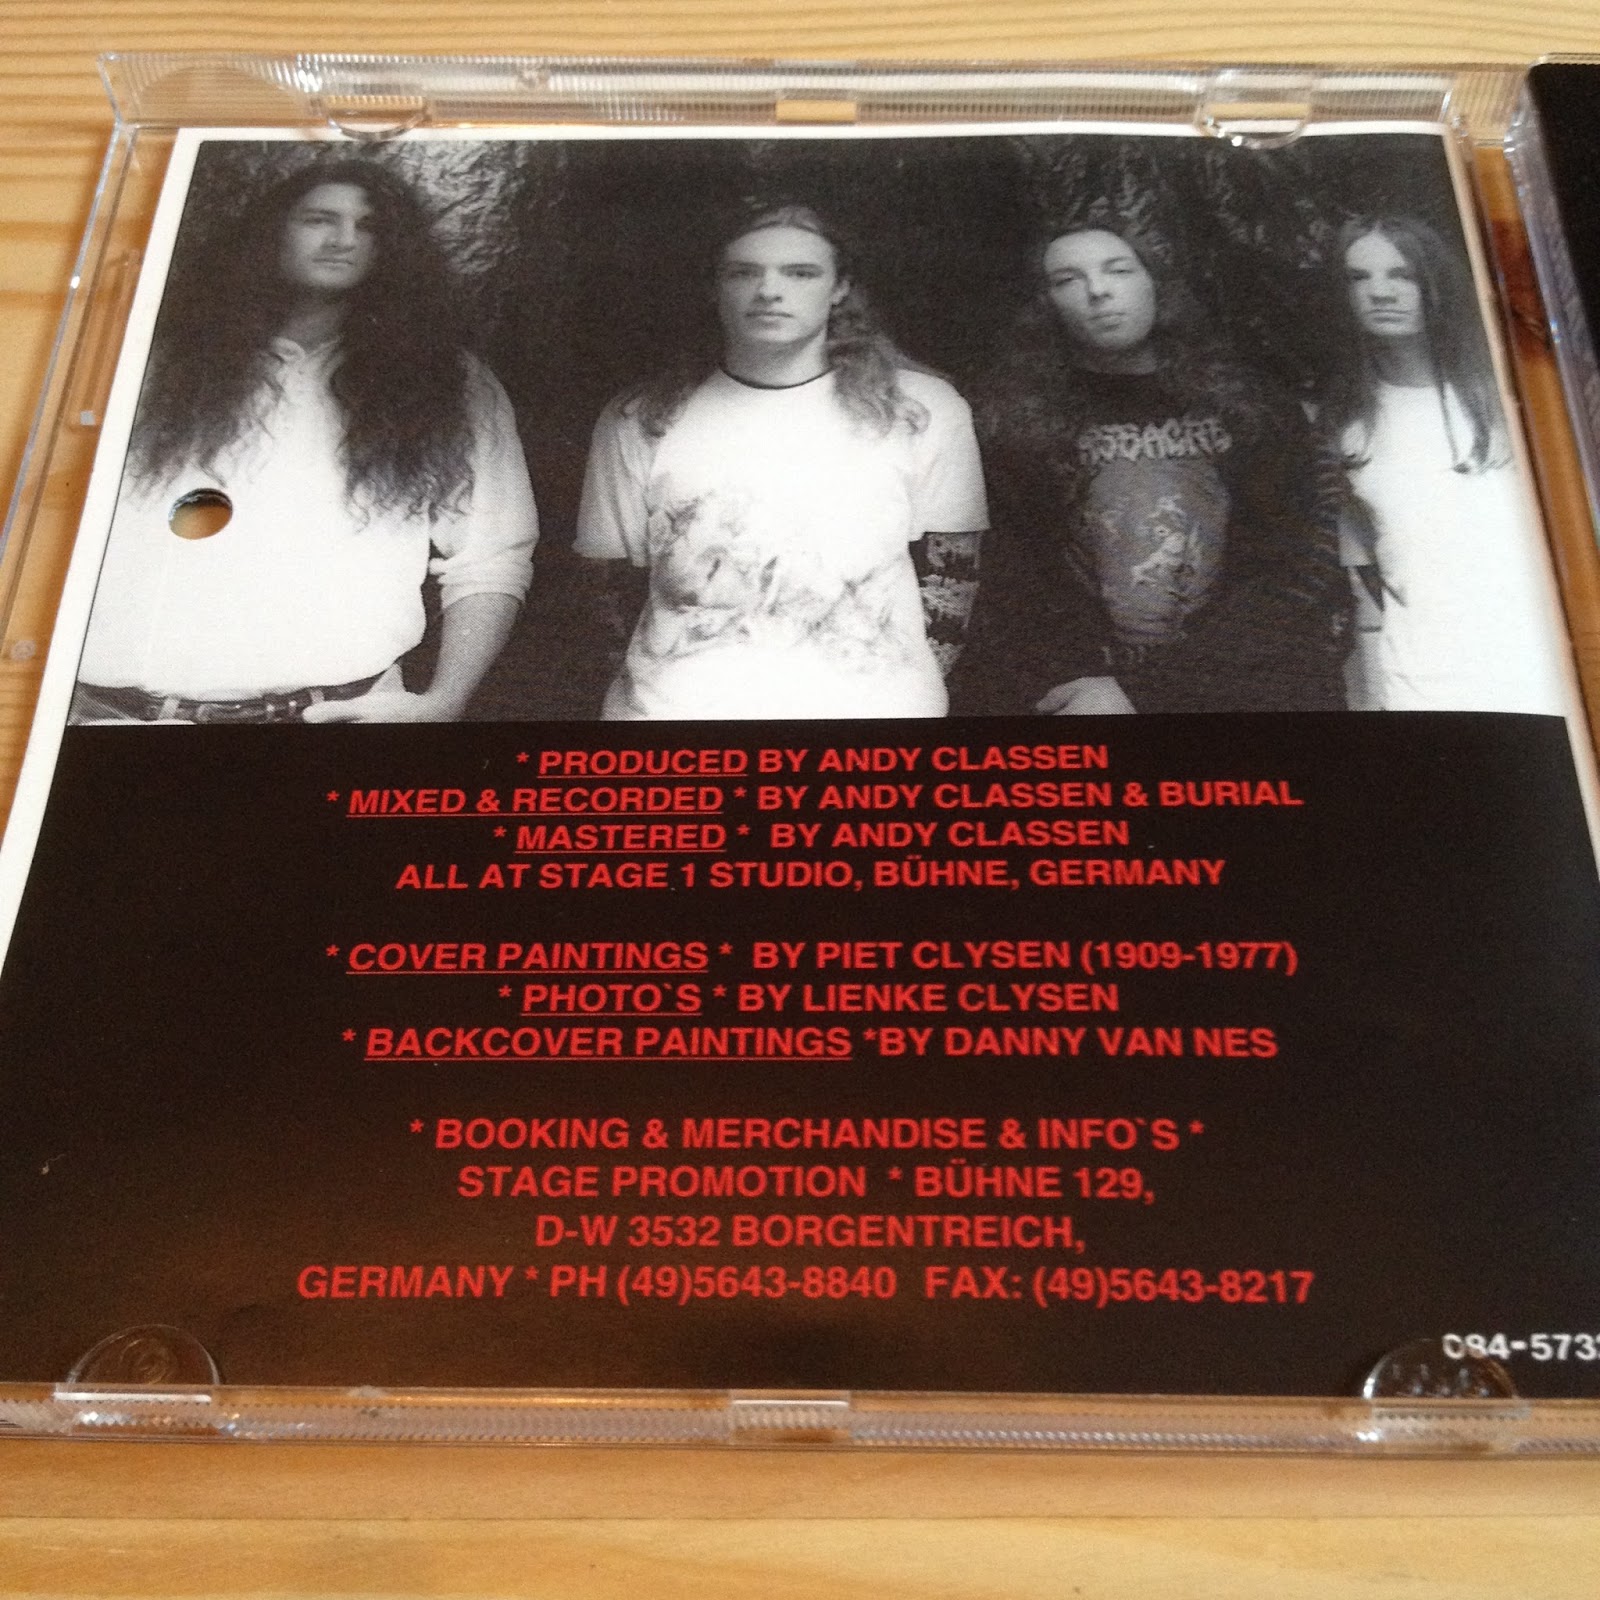 * PRODUCED BY ANDY CLASSEN
* MIXED & RECORDED * BY ANDY CLASSEN & BURIAL
* MASTERED * BY ANDY CLASSEN
ALL AT STAGE 1 STUDIO, BÜHNE, GERMANY
* COVER PAINTINGS * BY PIET CLYSEN (1909-1977)
* PHOTO`S * BY LIENKE CLYSEN
* BACKCOVER PAINTINGS *BY DANNY VAN NES
* BOOKING & MERCHANDISE & INFO`S *
STAGE PROMOTION * BÜHNE 129,
D-W 3532 BORGENTREICH,
GERMANY * PH (49)5643-8840 FAX: (49)5643-8217